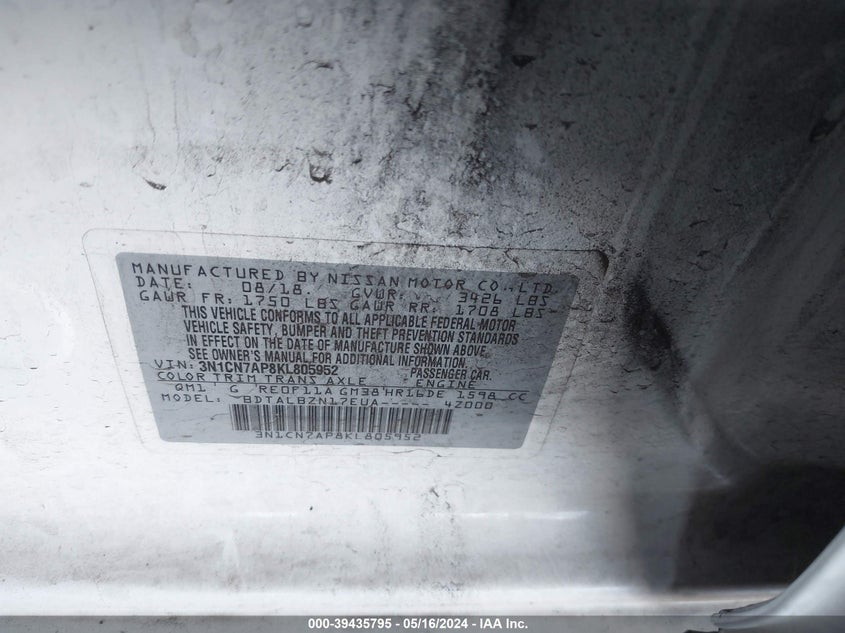 MANUFACTURED BY NISSAN MOTOR CO.,LTD.
DATE: 08/18. GVWR: 3426 LBS
GAWR FR: 1750 LBS GAWR RR: 1708 LBS
THIS VEHICLE CONFORMS TO ALL APPLICABLE FEDERAL MOTOR
VEHICLE SAFETY, BUMPER AND THEFT PREVENTION STANDARDS
IN EFFECT ON THE DATE OF MANUFACTURE SHOWN ABOVE.
SEE OWNER'S MANUAL FOR ADDITIONAL INFORMATION.
VIN: 3N1CN7AP8KL805952 PASSENGER CAR.
COLOR TRIM TRANS AXLE ENGINE
QM1 G RE0F11A GM38 HR16DE 1598 CC
MODEL: BDTALBZN17EUA----- 42000
3N1CN7AP8KL805952
000-39435795 - 05/16/2024 - IAA Inc.